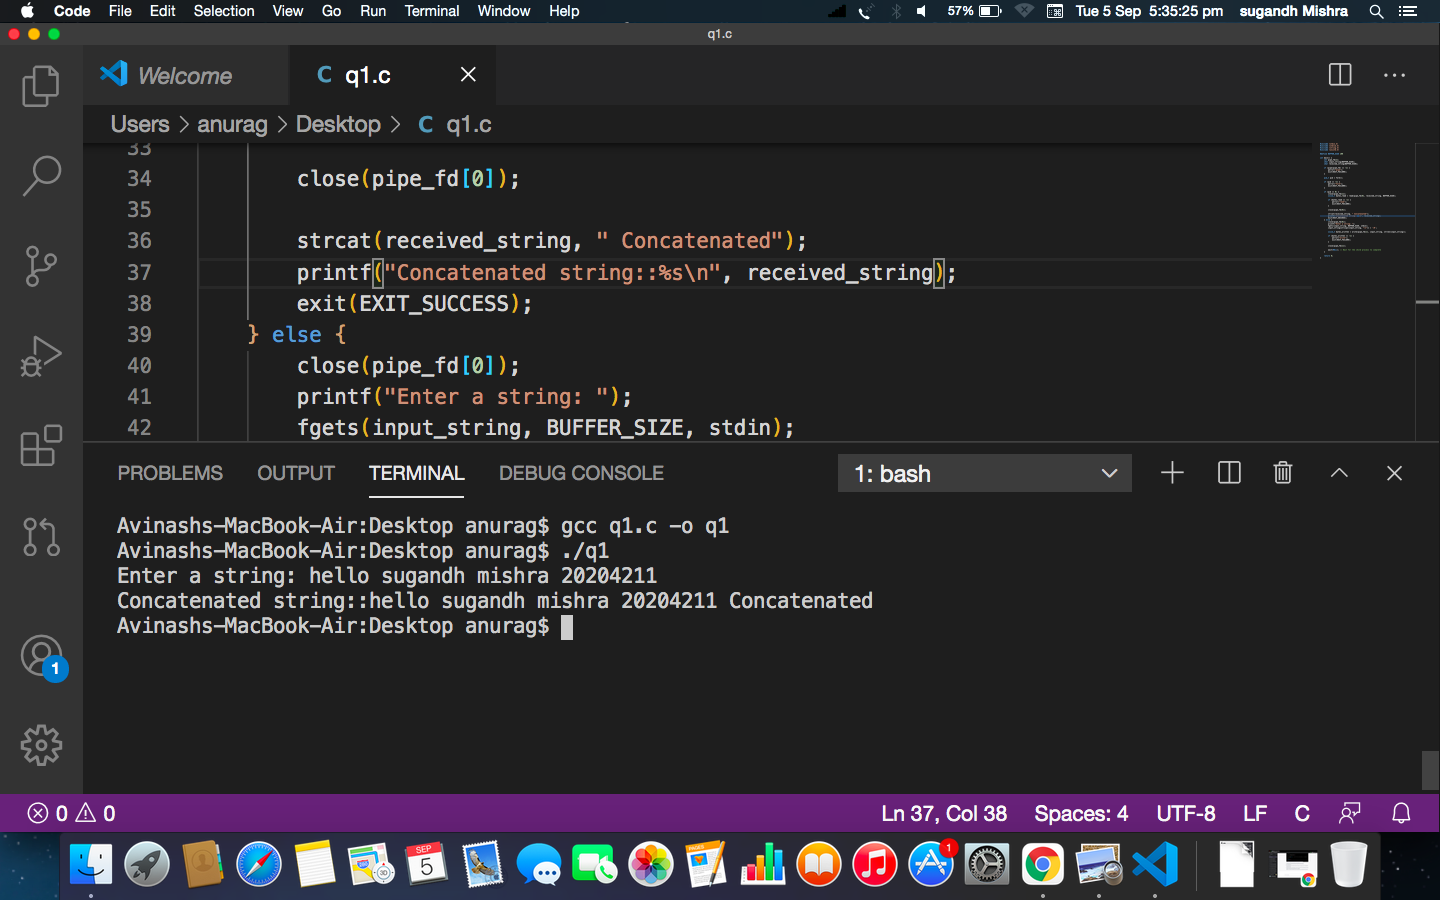 Code File Edit Selection View Go Run Terminal Window Help 57% Tue 5 Sep 5:35:25 pm sugandh Mishra
q1.c
Welcome
C q1.c
Users > anurag > Desktop > C q1.c
33
34 close(pipe_fd[0]);
35
36 strcat(received_string, " Concatenated");
37 printf("Concatenated string::%s\n", received_string);
38 exit(EXIT_SUCCESS);
39 } else {
40 close(pipe_fd[0]);
41 printf("Enter a string: ");
42 fgets(input_string, BUFFER_SIZE, stdin);
PROBLEMS OUTPUT TERMINAL DEBUG CONSOLE 1: bash
Avinashs-MacBook-Air:Desktop anurag$ gcc q1.c -o q1
Avinashs-MacBook-Air:Desktop anurag$ ./q1
Enter a string: hello sugandh mishra 20204211
Concatenated string::hello sugandh mishra 20204211 Concatenated
Avinashs-MacBook-Air:Desktop anurag$
1
0 0 Ln 37, Col 38 Spaces: 4 UTF-8 LF C
3D
SEP
5
PAGES
1